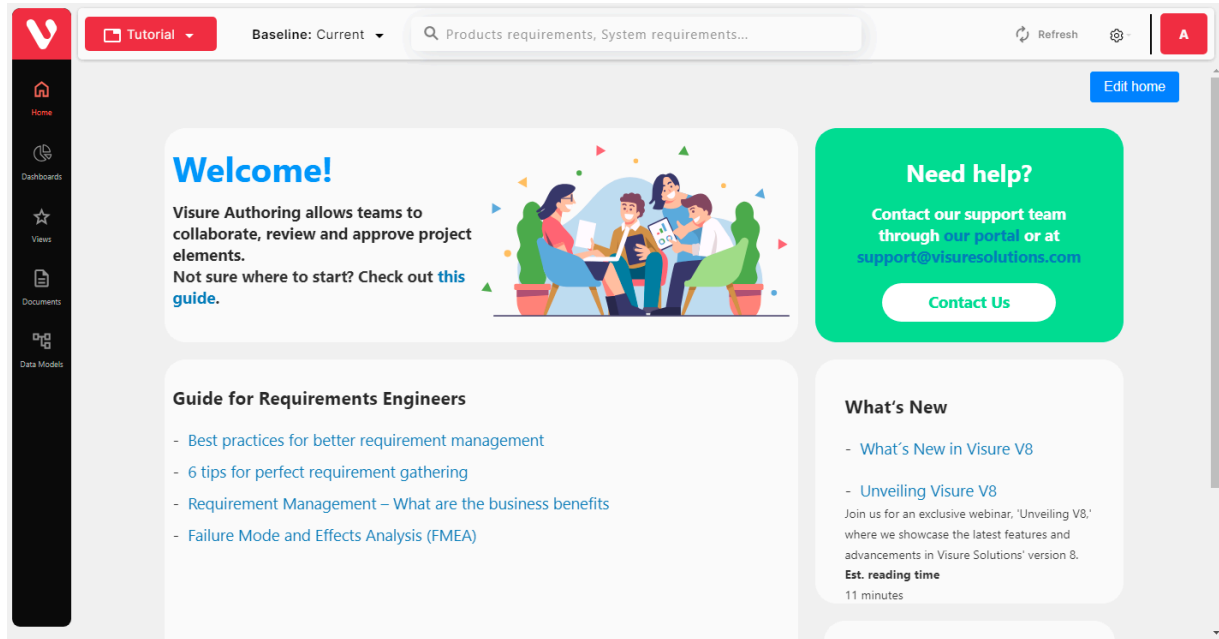 Tutorial
Baseline: Current
Products requirements, System requirements...
Refresh
A
Home
Dashboards
Views
Documents
Data Models
Edit home
Welcome!
Visure Authoring allows teams to
collaborate, review and approve project
elements.
Not sure where to start? Check out this
guide.
Need help?
Contact our support team
through our portal or at
support@visuresolutions.com
Contact Us
Guide for Requirements Engineers
- Best practices for better requirement management
- 6 tips for perfect requirement gathering
- Requirement Management – What are the business benefits
- Failure Mode and Effects Analysis (FMEA)
What's New
- What´s New in Visure V8
- Unveiling Visure V8
Join us for an exclusive webinar, 'Unveiling V8,'
where we showcase the latest features and
advancements in Visure Solutions' version 8.
Est. reading time
11 minutes